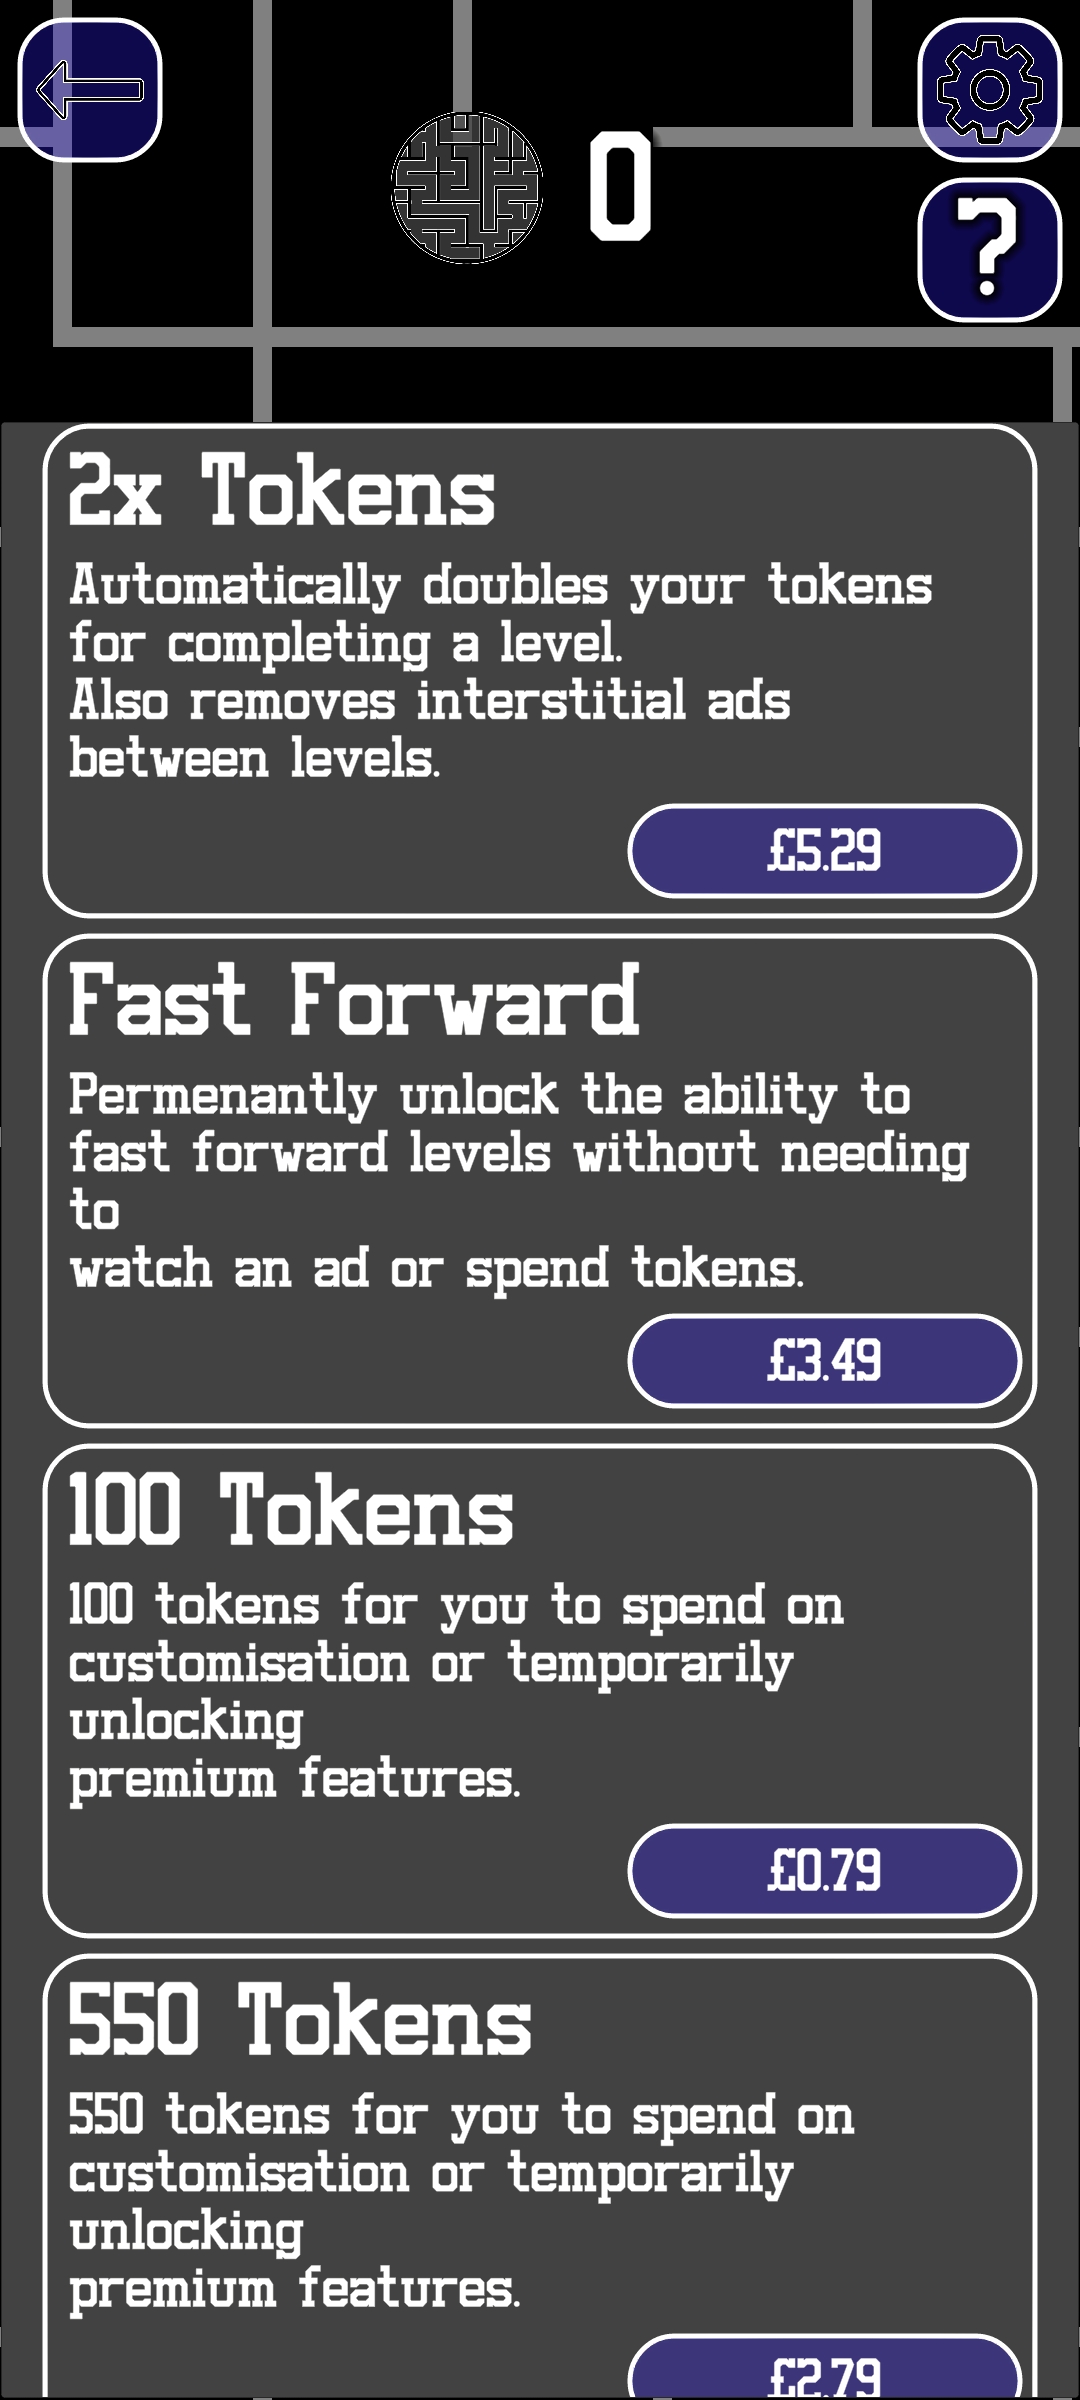 0
?
2x Tokens
Automatically doubles your tokens
for completing a level.
Also removes interstitial ads
between levels.
£5.29
Fast Forward
Permenantly unlock the ability to
fast forward levels without needing
to
watch an ad or spend tokens.
£3.49
100 Tokens
100 tokens for you to spend on
customisation or temporarily
unlocking
premium features.
£0.79
550 Tokens
550 tokens for you to spend on
customisation or temporarily
unlocking
premium features.
£2.79